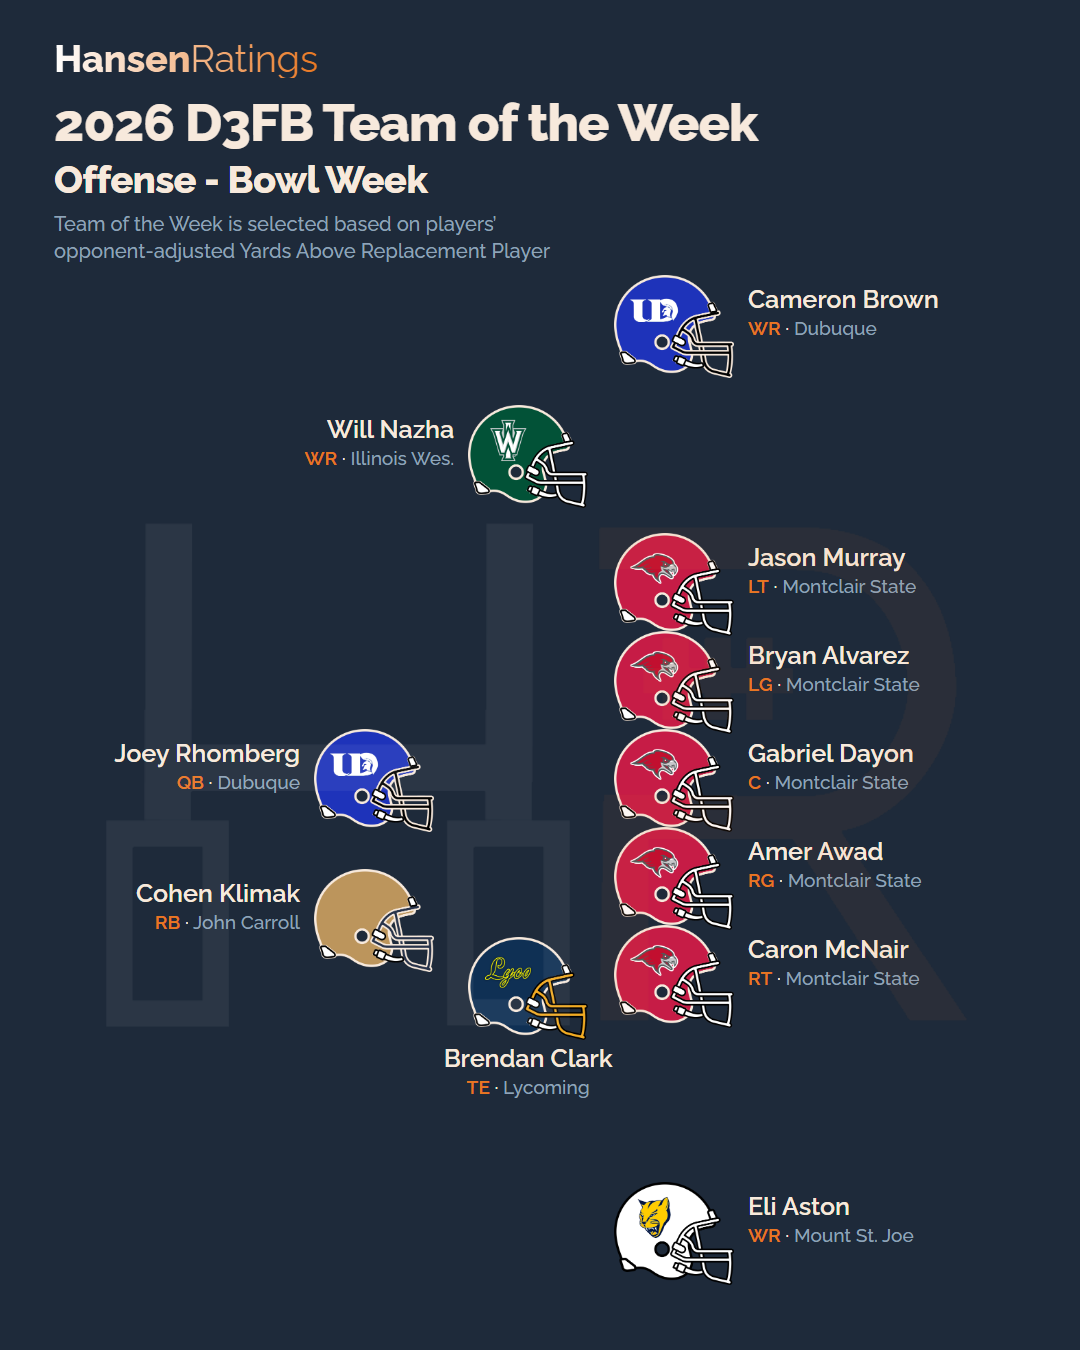 HansenRatings
2026 D3FB Team of the Week
Offense - Bowl Week
Team of the Week is selected based on players'
opponent-adjusted Yards Above Replacement Player
UD
Cameron Brown
WR · Dubuque
Will Nazha
WR · Illinois Wes.
W
Jason Murray
LT · Montclair State
Bryan Alvarez
LG · Montclair State
Joey Rhomberg
QB · Dubuque
UD
Gabriel Dayon
C · Montclair State
Amer Awad
RG · Montclair State
Cohen Klimak
RB · John Carroll
Caron McNair
RT · Montclair State
Lyco
Brendan Clark
TE · Lycoming
Eli Aston
WR · Mount St. Joe